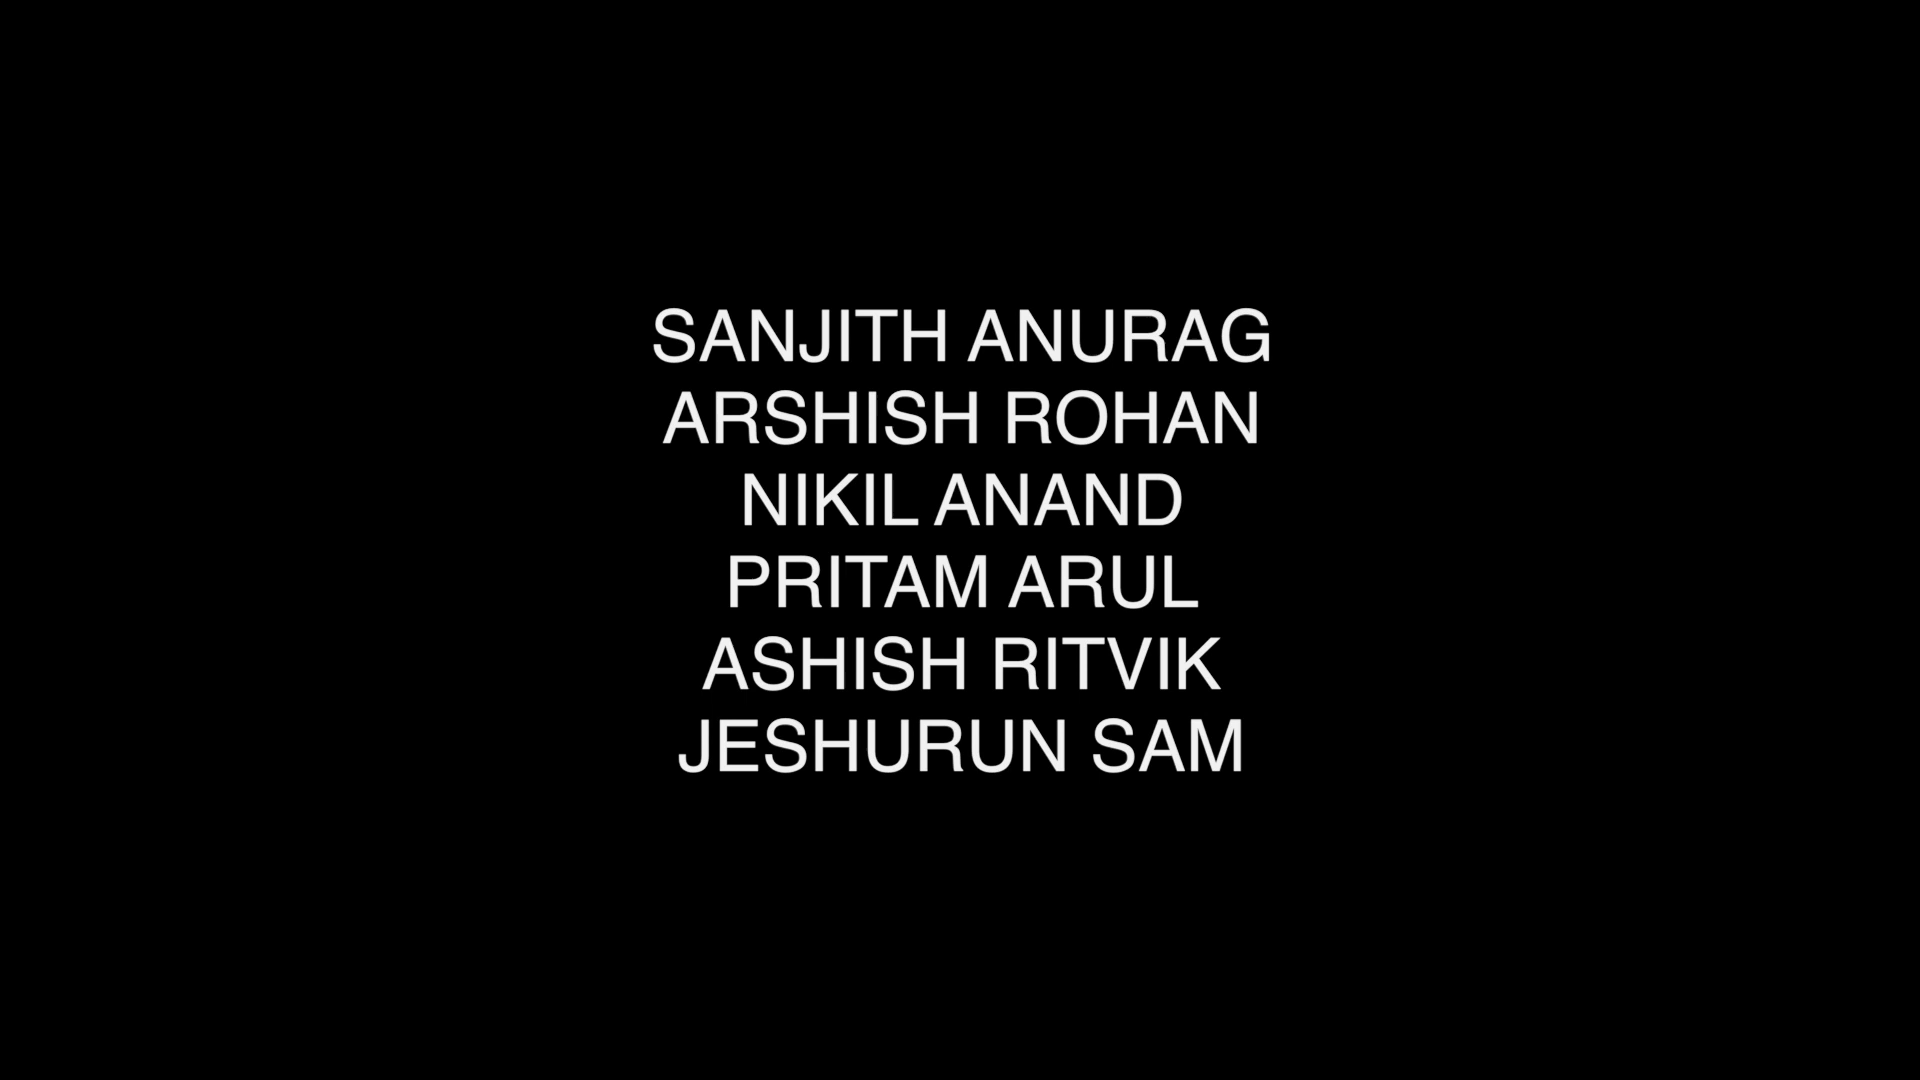 SANJITH ANURAG
ARSHISH ROHAN
NIKIL ANAND
PRITAM ARUL
ASHISH RITVIK
JESHURUN SAM